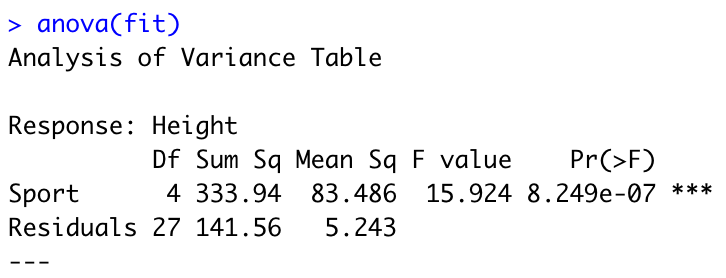 > anova(fit)
Analysis of Variance Table

Response: Height
          Df Sum Sq Mean Sq F value    Pr(>F)
Sport      4 333.94  83.486  15.924 8.249e-07 ***
Residuals 27 141.56   5.243
---